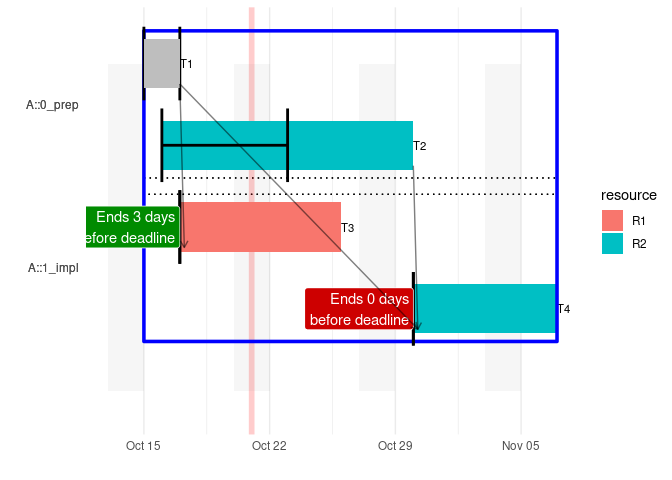 T1
A::0_prep
T2
resource
Ends 3 days
efore deadline
R1
T3
R2
A::1_impl
Ends 0 days
before deadline
T4
Oct 15
Oct 22
Oct 29
Nov 05